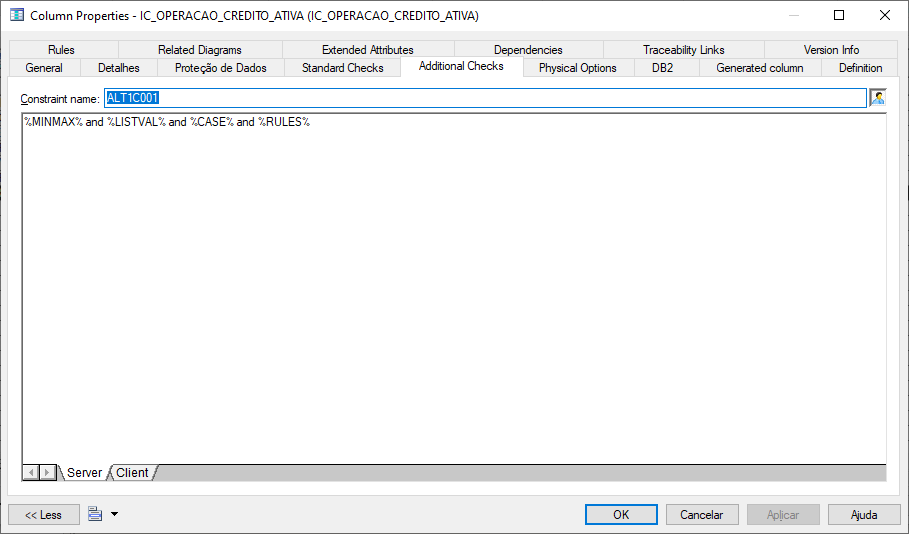 Column Properties - IC_OPERACAO_CREDITO_ATIVA (IC_OPERACAO_CREDITO_ATIVA)
Rules Related Diagrams Extended Attributes Dependencies Traceability Links Version Info
General Detalhes Proteção de Dados Standard Checks Additional Checks Physical Options DB2 Generated column Definition
Constraint name: ALT1C001
%MINMAX% and %LISTVAL% and %CASE% and %RULES%
Server Client
<< Less OK Cancelar Aplicar Ajuda